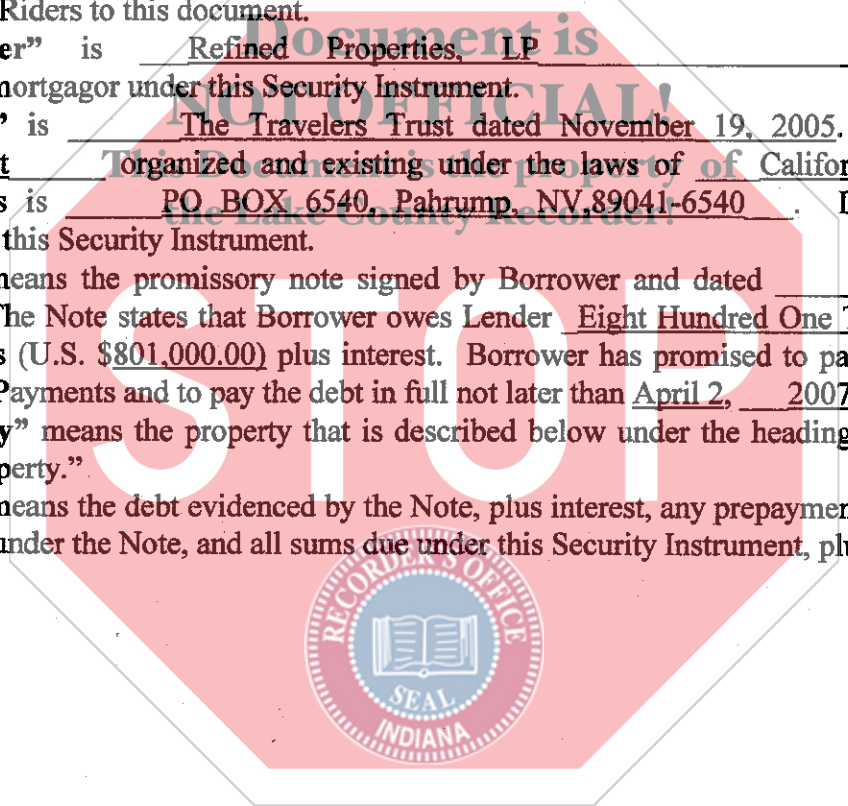 Riders to this document.
er” is Refined Properties, LP
nortgagor under this Security Instrument.
” is The Travelers Trust dated November 19, 2005.
t organized and existing under the laws of Califor
s is PO BOX 6540, Pahrump, NV,89041-6540 .
this Security Instrument.
neans the promissory note signed by Borrower and dated
he Note states that Borrower owes Lender Eight Hundred One
s (U.S. $801,000.00) plus interest. Borrower has promised to pa
Payments and to pay the debt in full not later than April 2, 2007
y” means the property that is described below under the heading
perty.”
neans the debt evidenced by the Note, plus interest, any prepaymen
under the Note, and all sums due under this Security Instrument, plu
Document is
NOT OFFICIAL!
This Document is the property of
the Lake County Recorder!
STOP
RECORDER'S OFFICE
SEAL
INDIANA